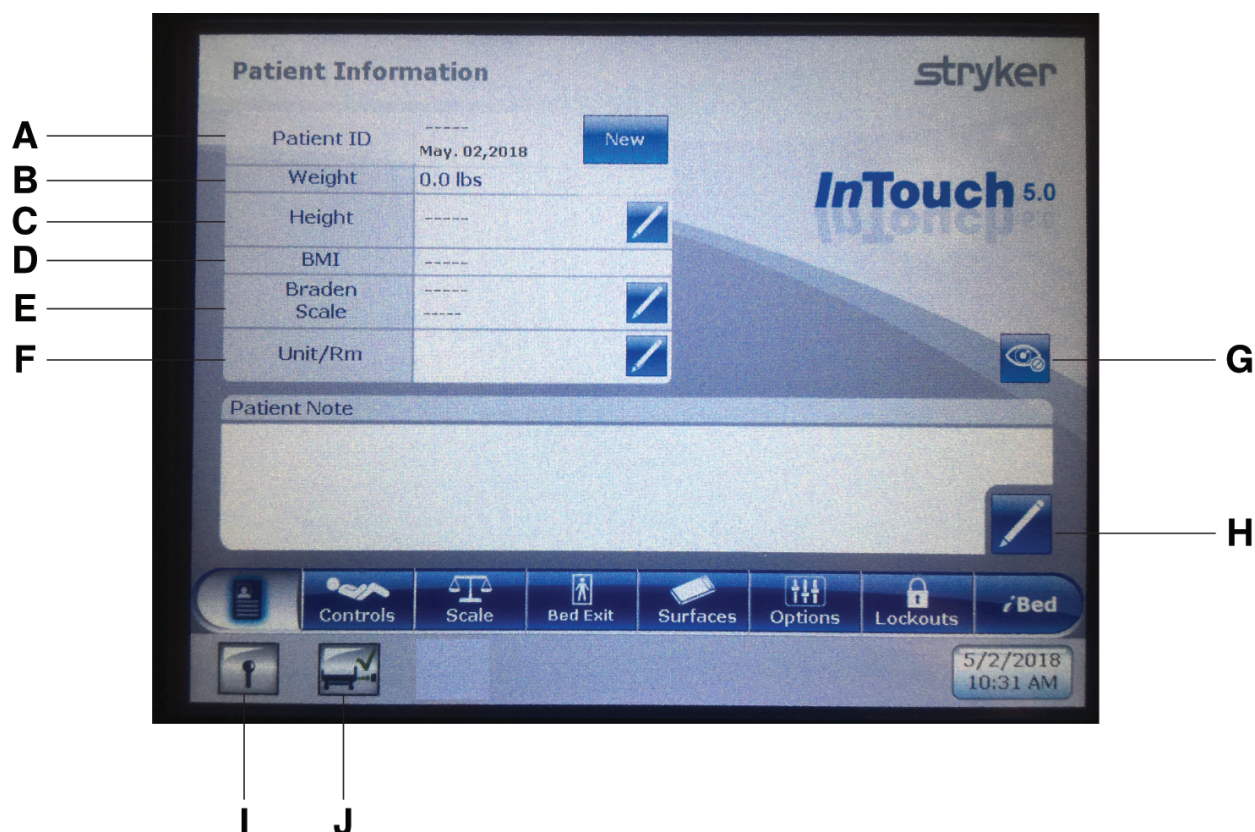 Patient Information
stryker
A
Patient ID
-----
May. 02,2018
New
B
Weight
0.0 lbs
InTouch 5.0
C
Height
-----
D
BMI
-----
E
Braden
Scale
-----
-----
F
Unit/Rm
G
Patient Note
H
Controls
Scale
Bed Exit
Surfaces
Options
Lockouts
iBed
5/2/2018
10:31 AM
I
J